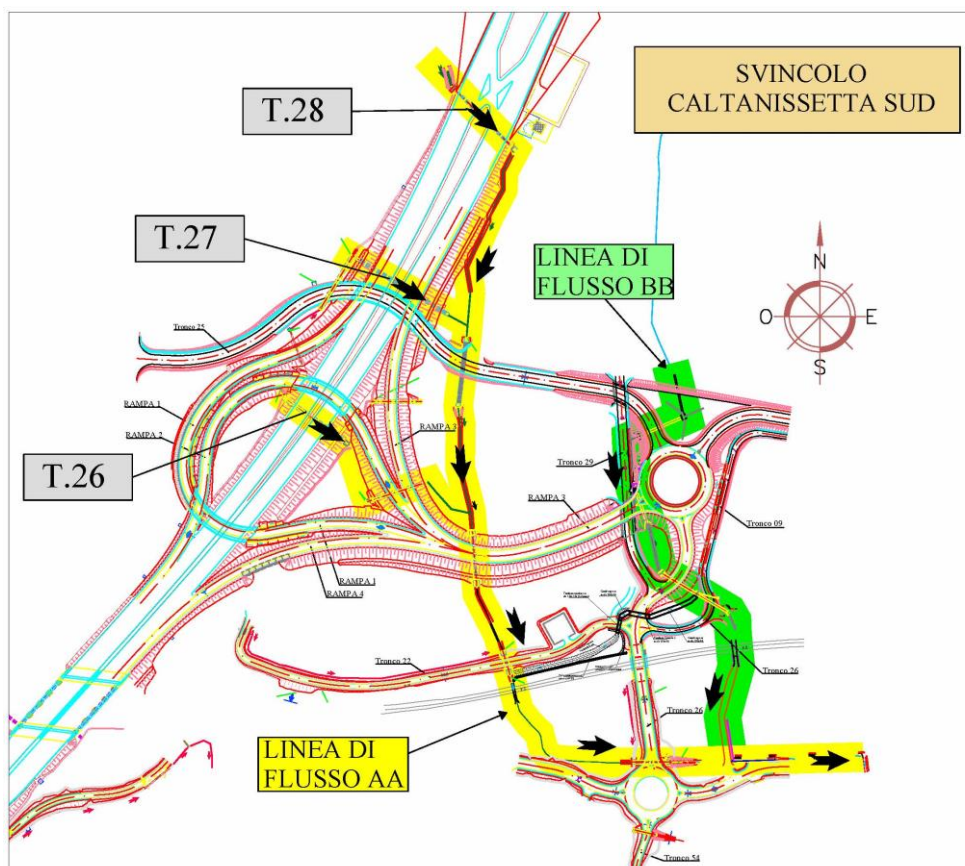 SVINCOLO
CALTANISSETTA SUD
T.28
T.27
LINEA DI
FLUSSO BB
N
O
E
S
Tronco 25
RAMPA 1
RAMPA 2
RAMPA 3
T.26
Tronco 29
RAMPA 3
Tronco 09
RAMPA 1
RAMPA 4
Tronco 27
Tronco 26
Tronco 26
LINEA DI
FLUSSO AA
Tronco 54